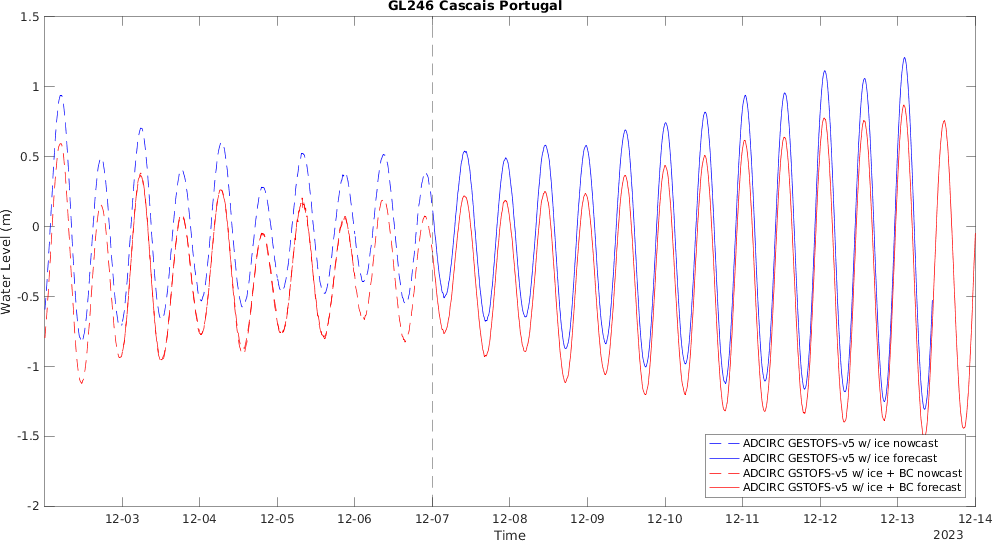 GL246 Cascais Portugal
1.5
1
0.5
0
-0.5
-1
-1.5
-2
Water Level (m)
12-03 12-04 12-05 12-06 12-07 12-08 12-09 12-10 12-11 12-12 12-13 12-14
Time
2023
ADCIRC GESTOFS-v5 w/ ice nowcast
ADCIRC GESTOFS-v5 w/ ice forecast
ADCIRC GSTOFS-v5 w/ ice + BC nowcast
ADCIRC GSTOFS-v5 w/ ice + BC forecast